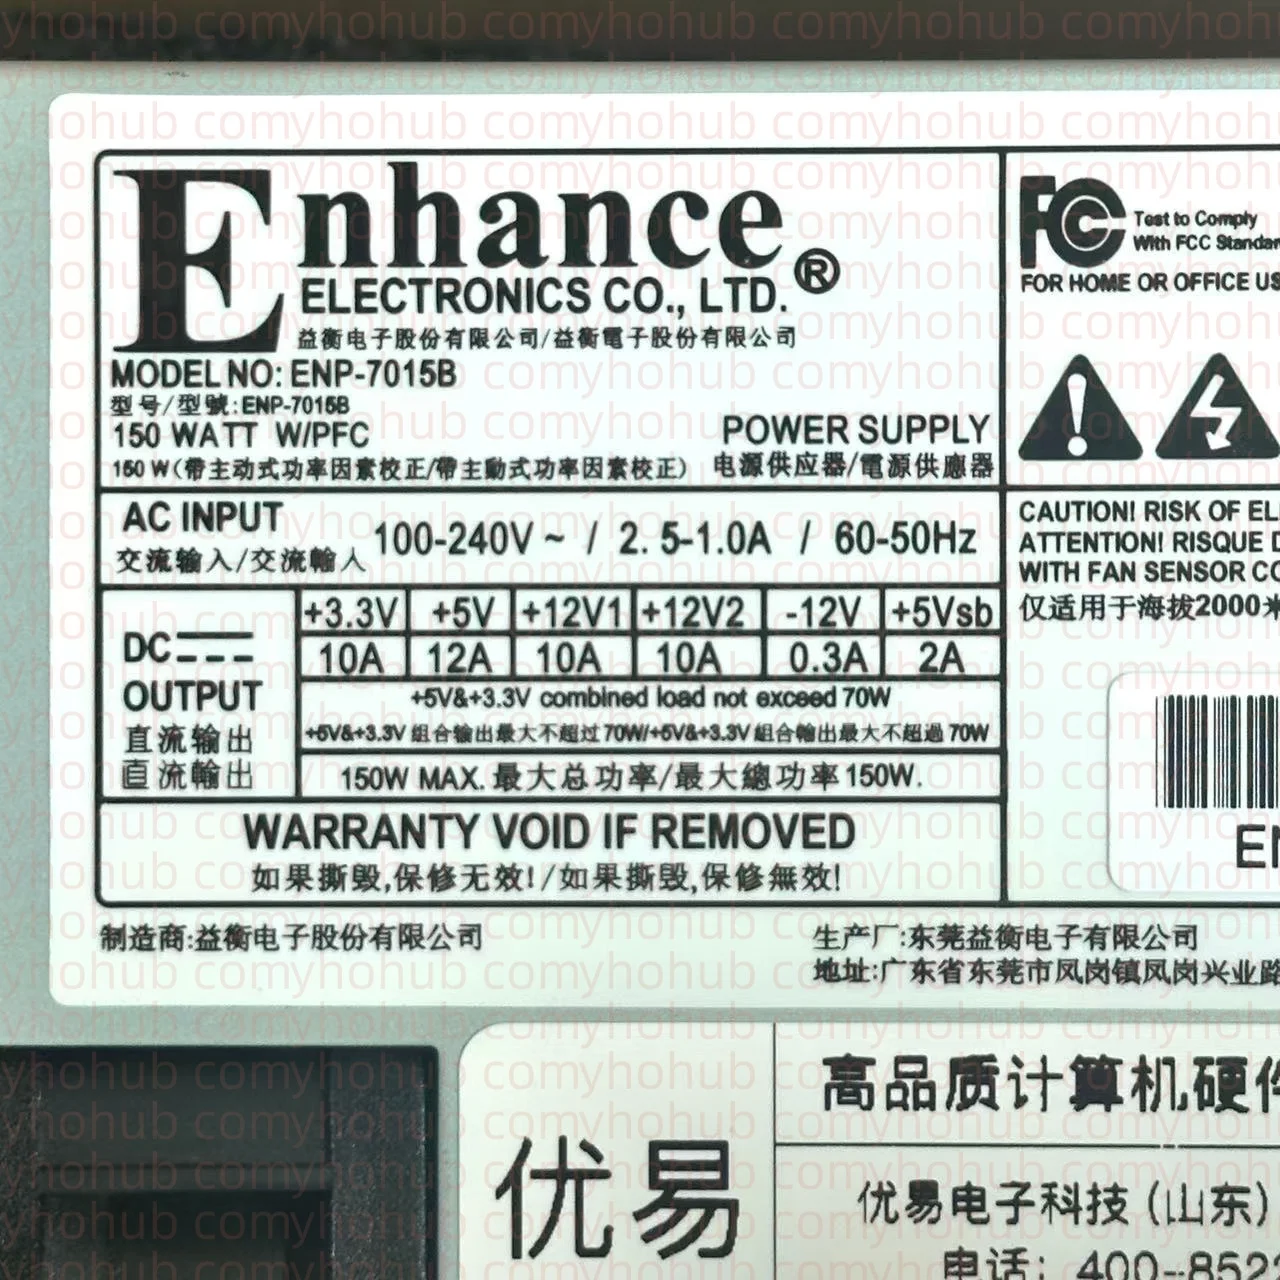 Enhance®
ELECTRONICS CO., LTD.
益衡电子股份有限公司/益衡電子股份有限公司
MODEL NO: ENP-7015B
型号/型號:ENP-7015B
150 WATT W/PFC
POWER SUPPLY
150 W(帶主动式功率因素校正/帶主動式功率因素校正)
电源供应器/電源供應器
AC INPUT
交流输入/交流輸入
100-240V ~ / 2.5-1.0A / 60-50Hz
DC
OUTPUT
直流输出
直流輸出
+3.3V +5V +12V1 +12V2 -12V +5Vsb
10A 12A 10A 10A 0.3A 2A
+5V&+3.3V combined load not exceed 70W
+5V&+3.3V 组合输出最大不超过70W/+5V&+3.3V 組合輸出最大不超過70W
150W MAX. 最大总功率/最大總功率 150W.
WARRANTY VOID IF REMOVED
如果撕毁,保修无效!/如果撕毁,保修無效!
FC Test to Comply
With FCC Standar
FOR HOME OR OFFICE US
CAUTION! RISK OF EL
ATTENTION! RISQUE D
WITH FAN SENSOR CO
仅适用于海拔2000米
EN
制造商:益衡电子股份有限公司
生产厂:东莞益衡电子有限公司
地址:广东省东莞市凤岗镇凤岗兴业路
优易
高品质计算机硬件
优易电子科技(山东)
电话: 400-852
comyhohub